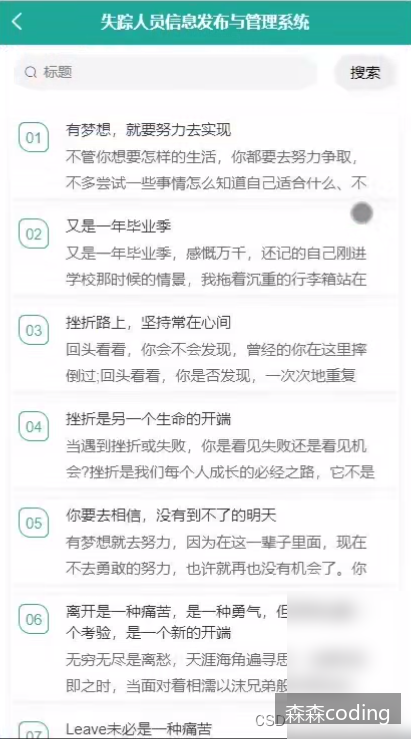 失踪人员信息发布与管理系统
标题
搜索
01
有梦想，就要努力去实现
不管你想要怎样的生活，你都要去努力争取，
不多尝试一些事情怎么知道自己适合什么、不
02
又是一年毕业季
又是一年毕业季，感慨万千，还记的自己刚进
学校那时候的情景，我拖着沉重的行李箱站在
03
挫折路上，坚持常在心间
回头看看，你会不会发现，曾经的你在这里摔
倒过;回头看看，你是否发现，一次次地重复
04
挫折是另一个生命的开端
当遇到挫折或失败，你是看见失败还是看见机
会?挫折是我们每个人成长的必经之路，它不是
05
你要去相信，没有到不了的明天
有梦想就去努力，因为在这一辈子里面，现在
不去勇敢的努力，也许就再也没有机会了。你
06
离开是一种痛苦，是一种勇气，但
个考验，是一个新的开端
无穷无尽是离愁，天涯海角遍寻思
即之时，当面对着相濡以沫兄弟般
07
Leave未必是一种痛苦
CSD
森森coding